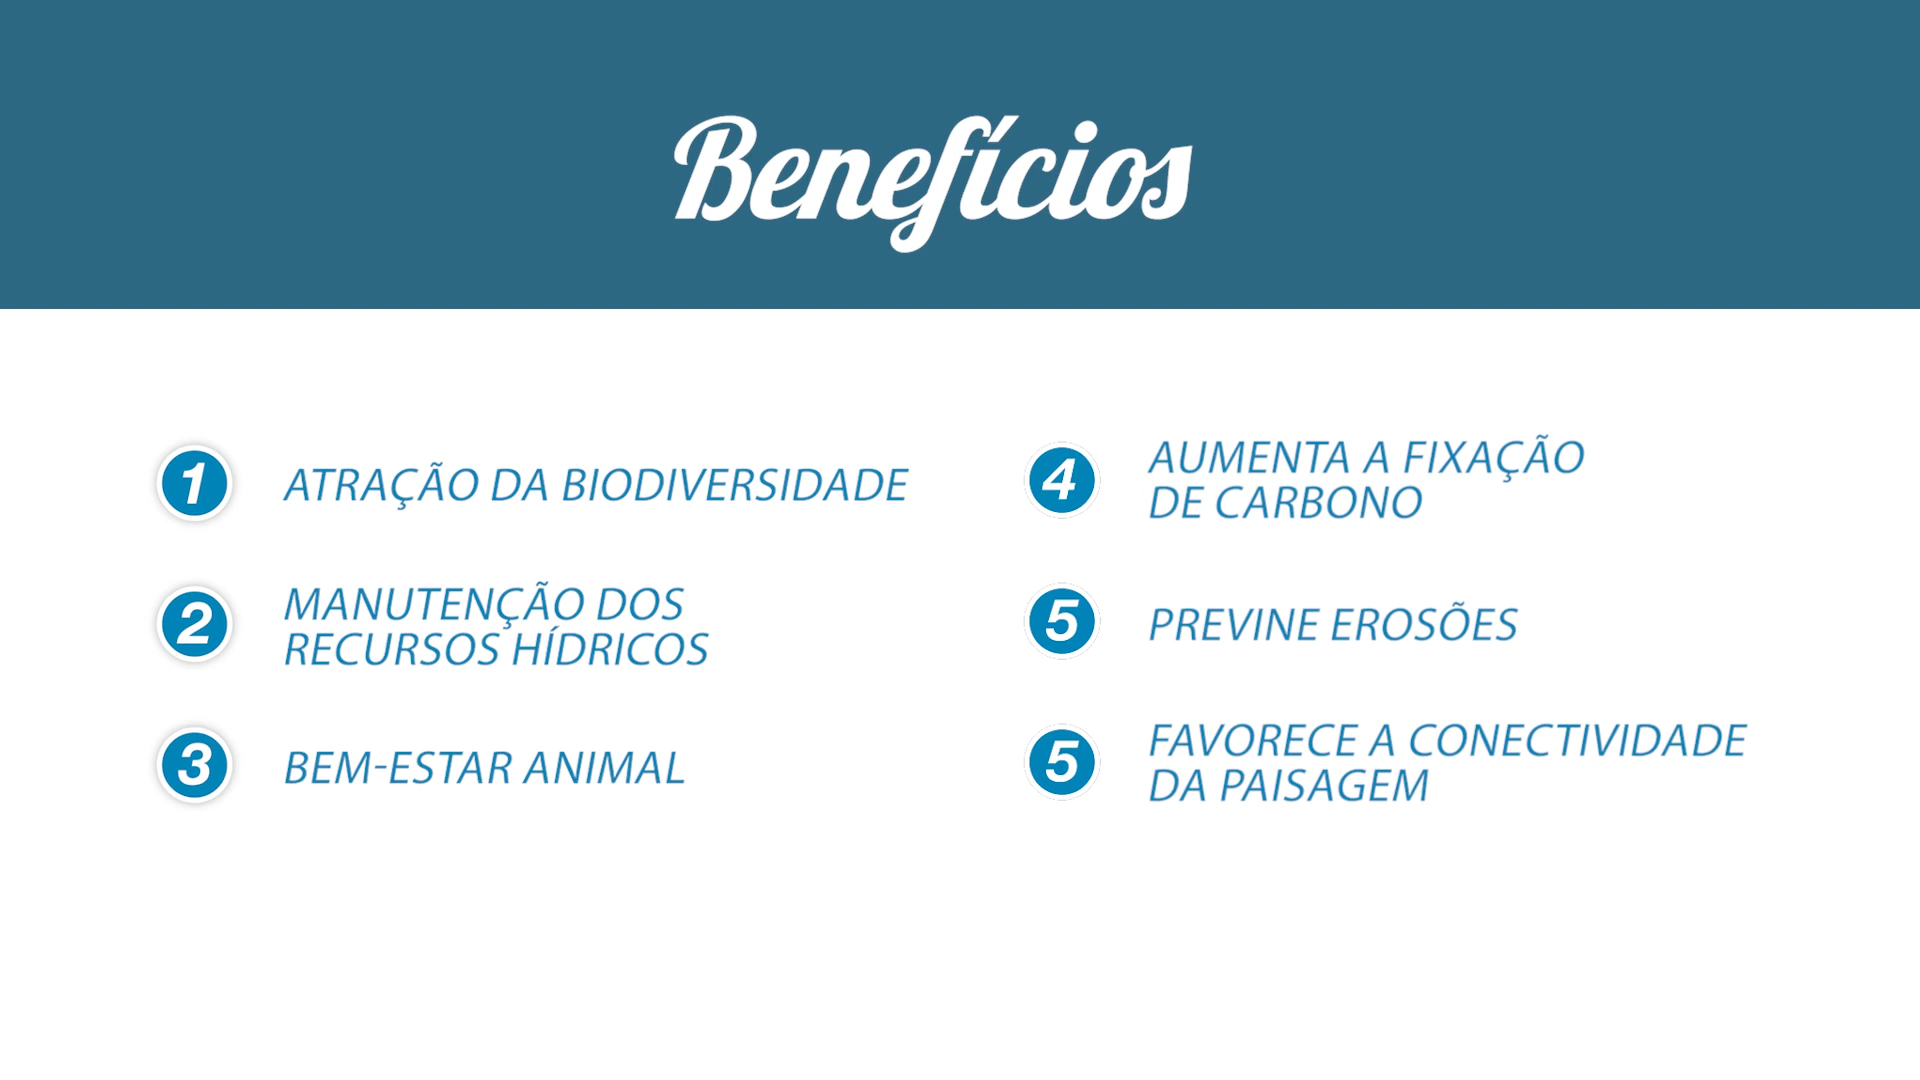 Benefícios
1 ATRAÇÃO DA BIODIVERSIDADE
2 MANUTENÇÃO DOS
RECURSOS HÍDRICOS
3 BEM-ESTAR ANIMAL
4 AUMENTA A FIXAÇÃO
DE CARBONO
5 PREVINE EROSÕES
5 FAVORECE A CONECTIVIDADE
DA PAISAGEM